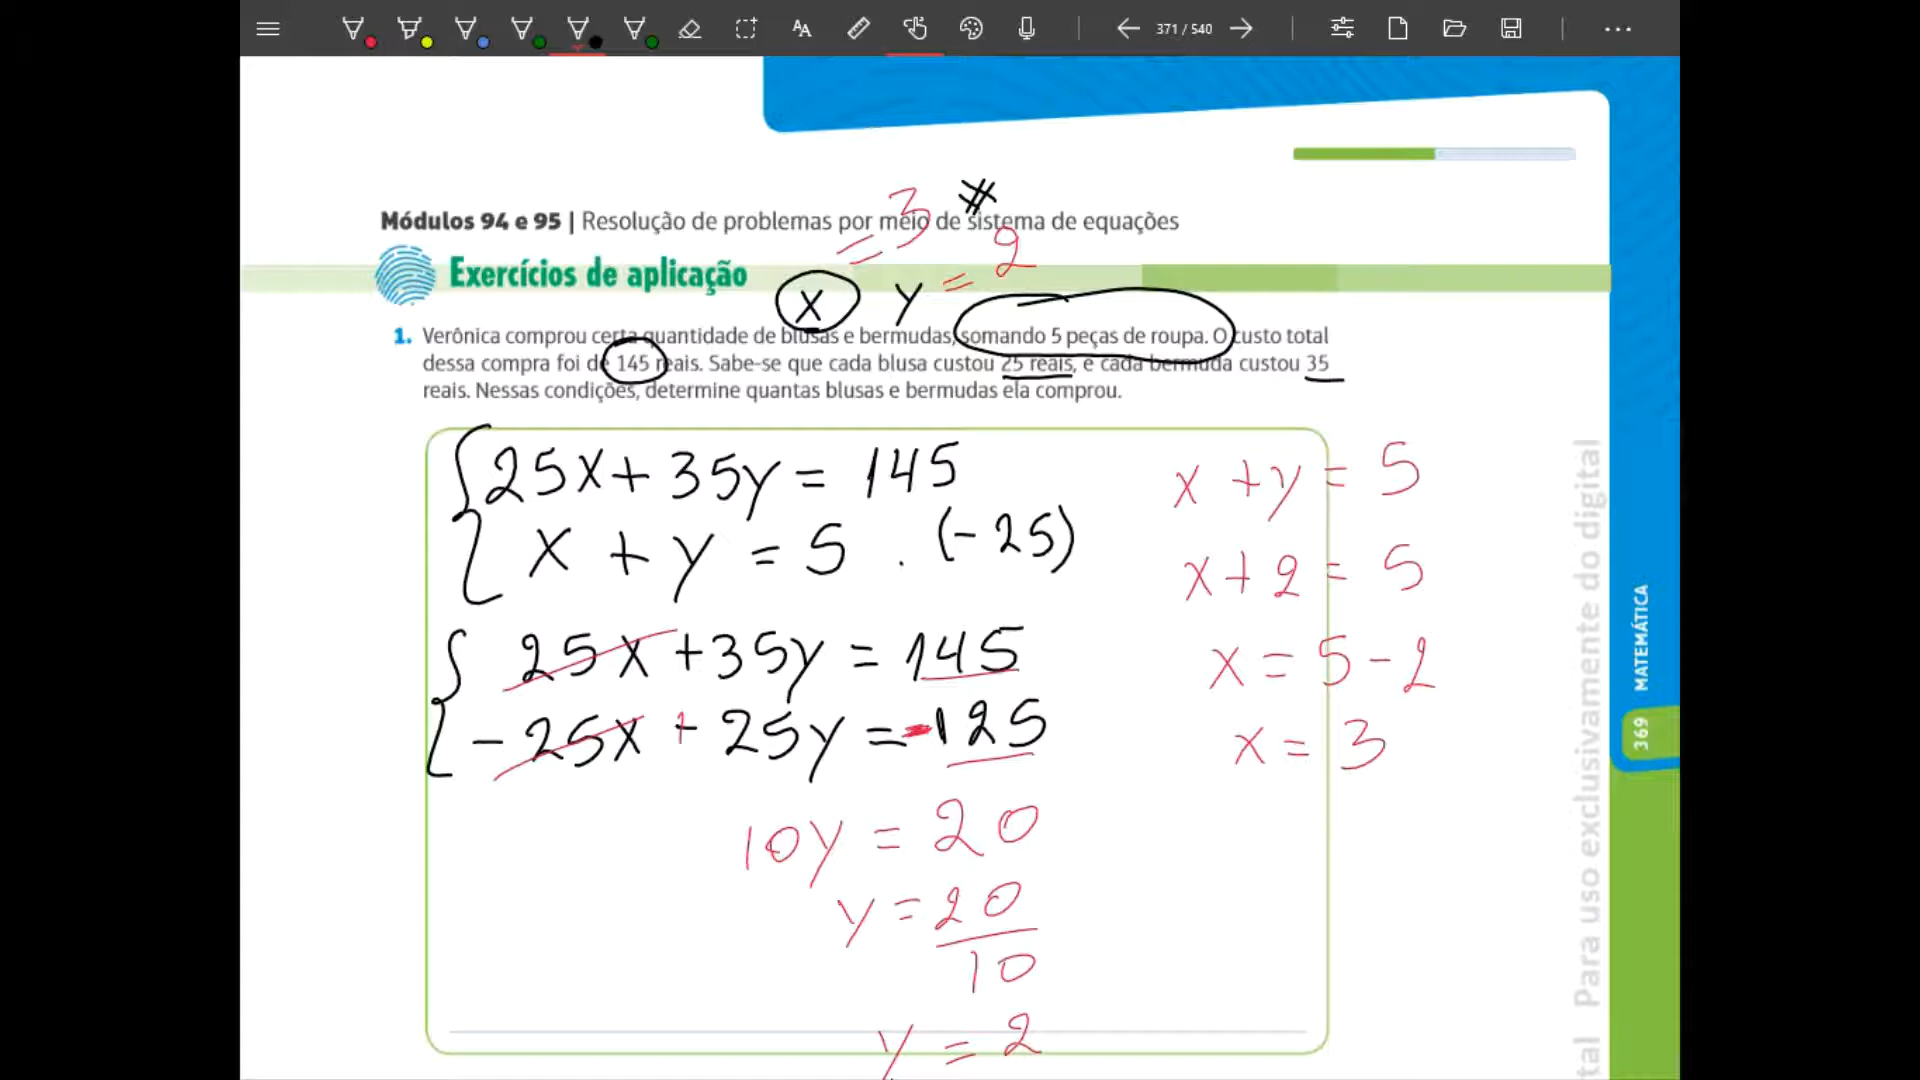 371 / 540
Módulos 94 e 95 | Resolução de problemas por meio de sistema de equações
= 3 #
Exercícios de aplicação
x y = 2
1. Verônica comprou certa quantidade de blusas e bermudas, somando 5 peças de roupa. O custo total
dessa compra foi de 145 reais. Sabe-se que cada blusa custou 25 reais, e cada bermuda custou 35
reais. Nessas condições, determine quantas blusas e bermudas ela comprou.
{25x + 35y = 145
x + y = 5 . (-25)
{25x + 35y = 145
-25x + 25y = -125
10y = 20
y = 20
10
y = 2
x + y = 5
x + 2 = 5
x = 5 - 2
x = 3
MATEMÁTICA
369
tal Para uso exclusivamente do digital